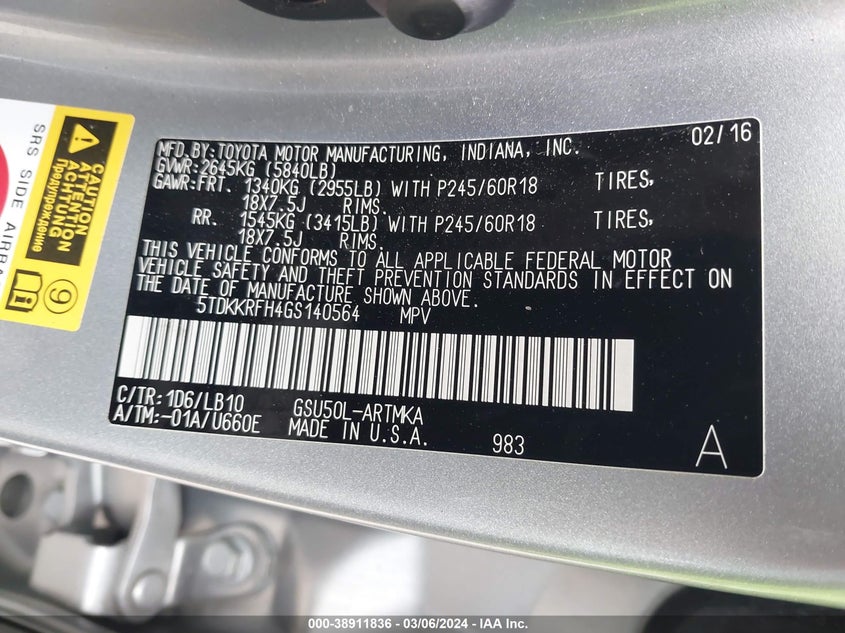 SRS SIDE AIRBA
CAUTION
ATTENTION
ACHTUNG
Предупреждение
9
MFD.BY:TOYOTA MOTOR MANUFACTURING, INDIANA, INC. 02/16
GVWR:2645KG (5840LB)
GAWR:FRT. 1340KG (2955LB) WITH P245/60R18 TIRES,
18X7.5J RIMS.
RR. 1545KG (3415LB) WITH P245/60R18 TIRES,
18X7.5J RIMS.
THIS VEHICLE CONFORMS TO ALL APPLICABLE FEDERAL MOTOR
VEHICLE SAFETY AND THEFT PREVENTION STANDARDS IN EFFECT ON
THE DATE OF MANUFACTURE SHOWN ABOVE.
5TDKKRFH4GS140564 MPV
C/TR:1D6/LB10 GSU50L-ARTMKA
A/TM:-01A/U660E MADE IN U.S.A. 983 A
000-38911836 - 03/06/2024 - IAA Inc.